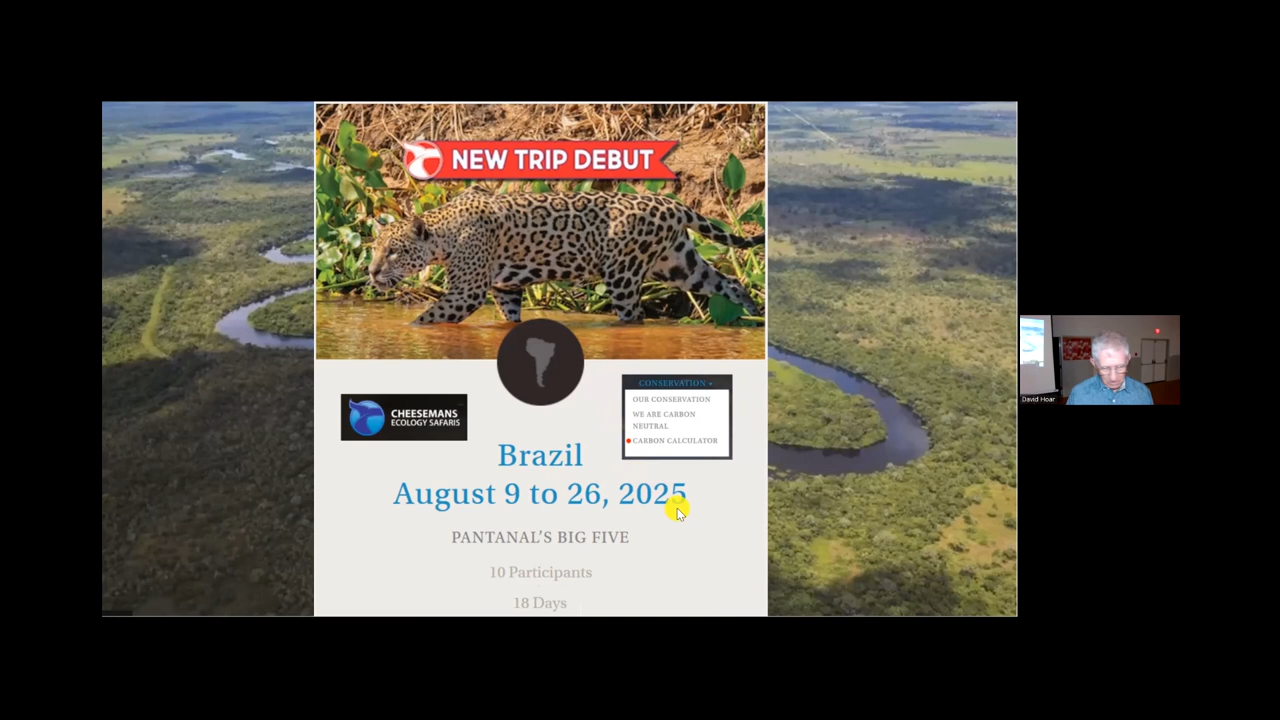 NEW TRIP DEBUT
CHEESEMANS
ECOLOGY SAFARIS
CONSERVATION
OUR CONSERVATION
WE ARE CARBON
NEUTRAL
CARBON CALCULATOR
Brazil
August 9 to 26, 2025
PANTANAL'S BIG FIVE
10 Participants
18 Days
David Hoar